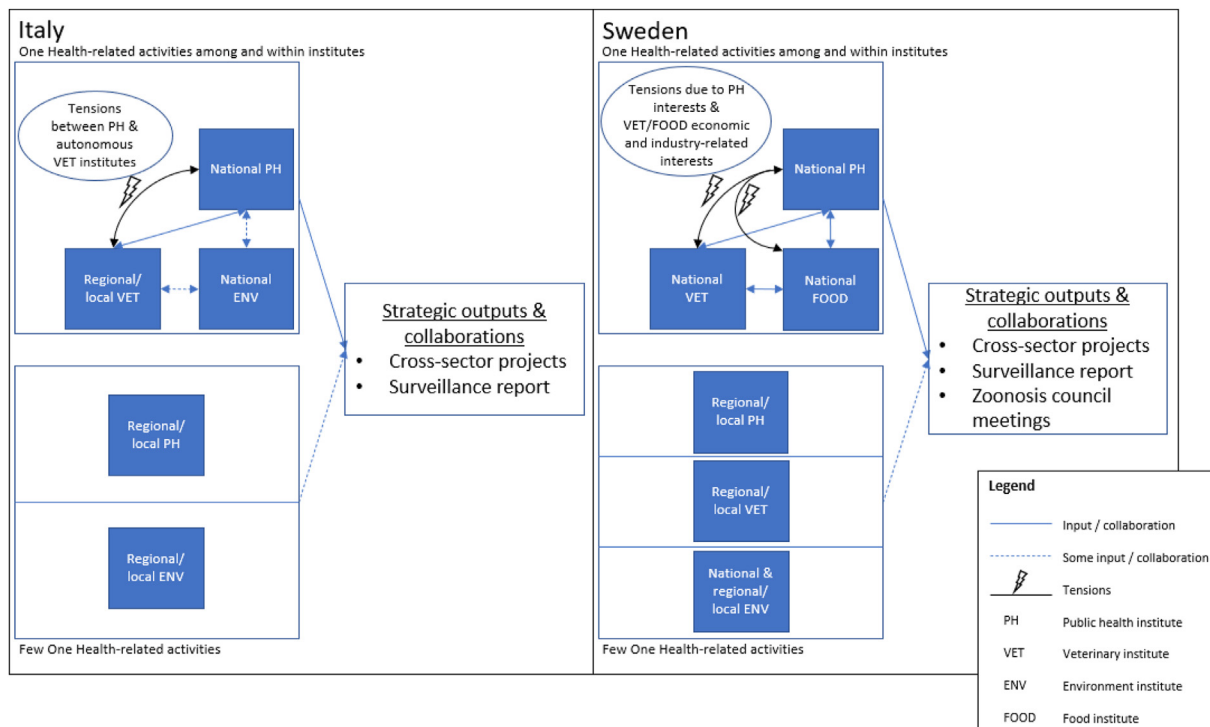 Italy
One Health-related activities among and within institutes
Tensions
between PH &
autonomous
VET institutes
National PH
Regional/
local VET
National
ENV
Strategic outputs &
collaborations
• Cross-sector projects
• Surveillance report
Regional/
local PH
Regional/
local ENV
Few One Health-related activities
Sweden
One Health-related activities among and within institutes
Tensions due to PH
interests &
VET/FOOD economic
and industry-related
interests
National PH
National
VET
National
FOOD
Strategic outputs &
collaborations
• Cross-sector projects
• Surveillance report
• Zoonosis council
meetings
Regional/
local PH
Regional/
local VET
National &
regional/
local ENV
Few One Health-related activities
Legend
Input / collaboration
Some input / collaboration
Tensions
PH Public health institute
VET Veterinary institute
ENV Environment institute
FOOD Food institute